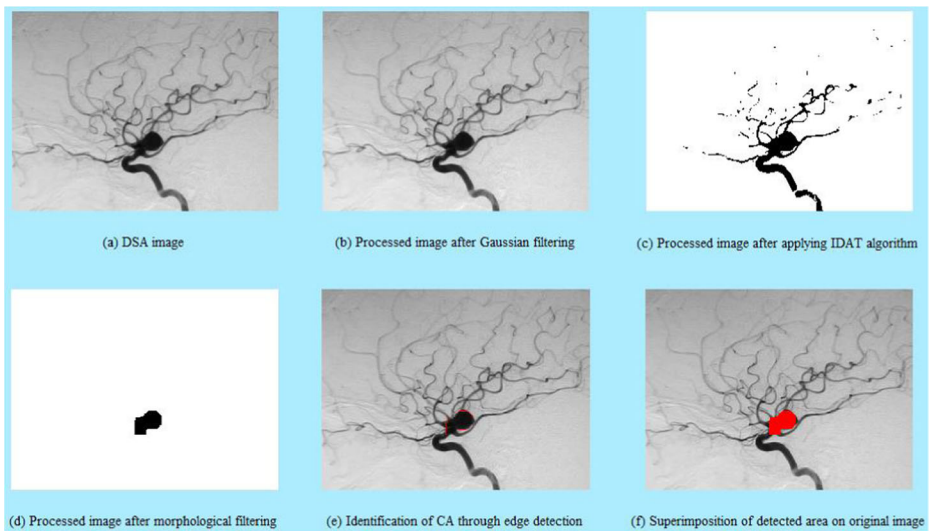 (a) DSA image
(b) Processed image after Gaussian filtering
(c) Processed image after applying IDAT algorithm
(d) Processed image after morphological filtering
(e) Identification of CA through edge detection
(f) Superimposition of detected area on original image